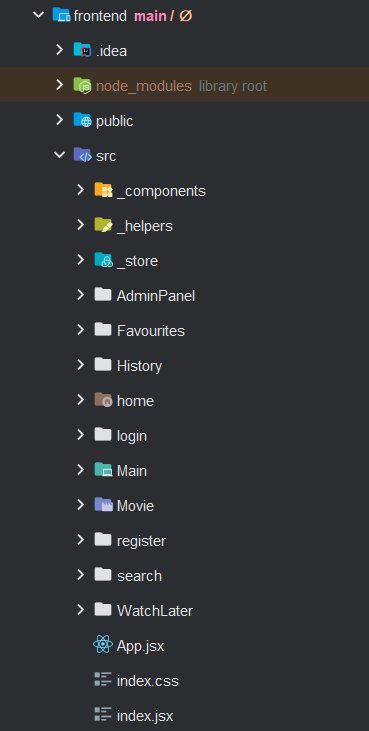 frontend main / Ø
.idea
node_modules library root
public
src
_components
_helpers
_store
AdminPanel
Favourites
History
home
login
Main
Movie
register
search
WatchLater
App.jsx
index.css
index.jsx